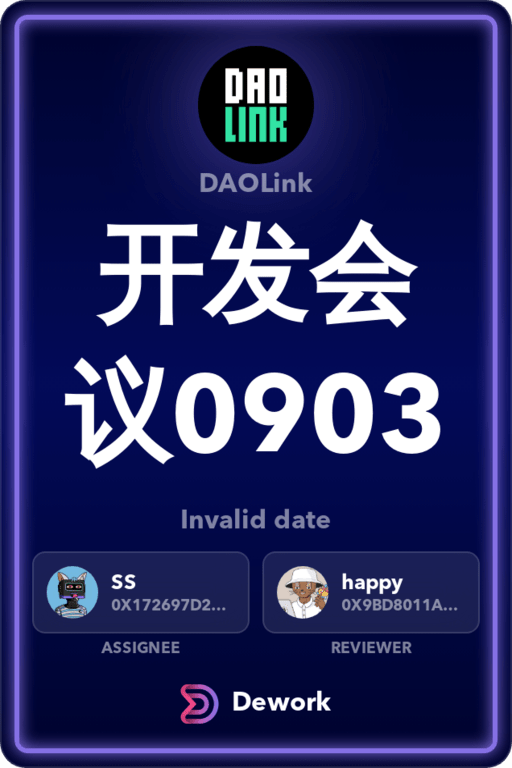 DAO
LINK
DAOLink
开发会
议0903
Invalid date
SS
0X172697D2...
happy
0X9BD8011A...
ASSIGNEE
REVIEWER
Dework